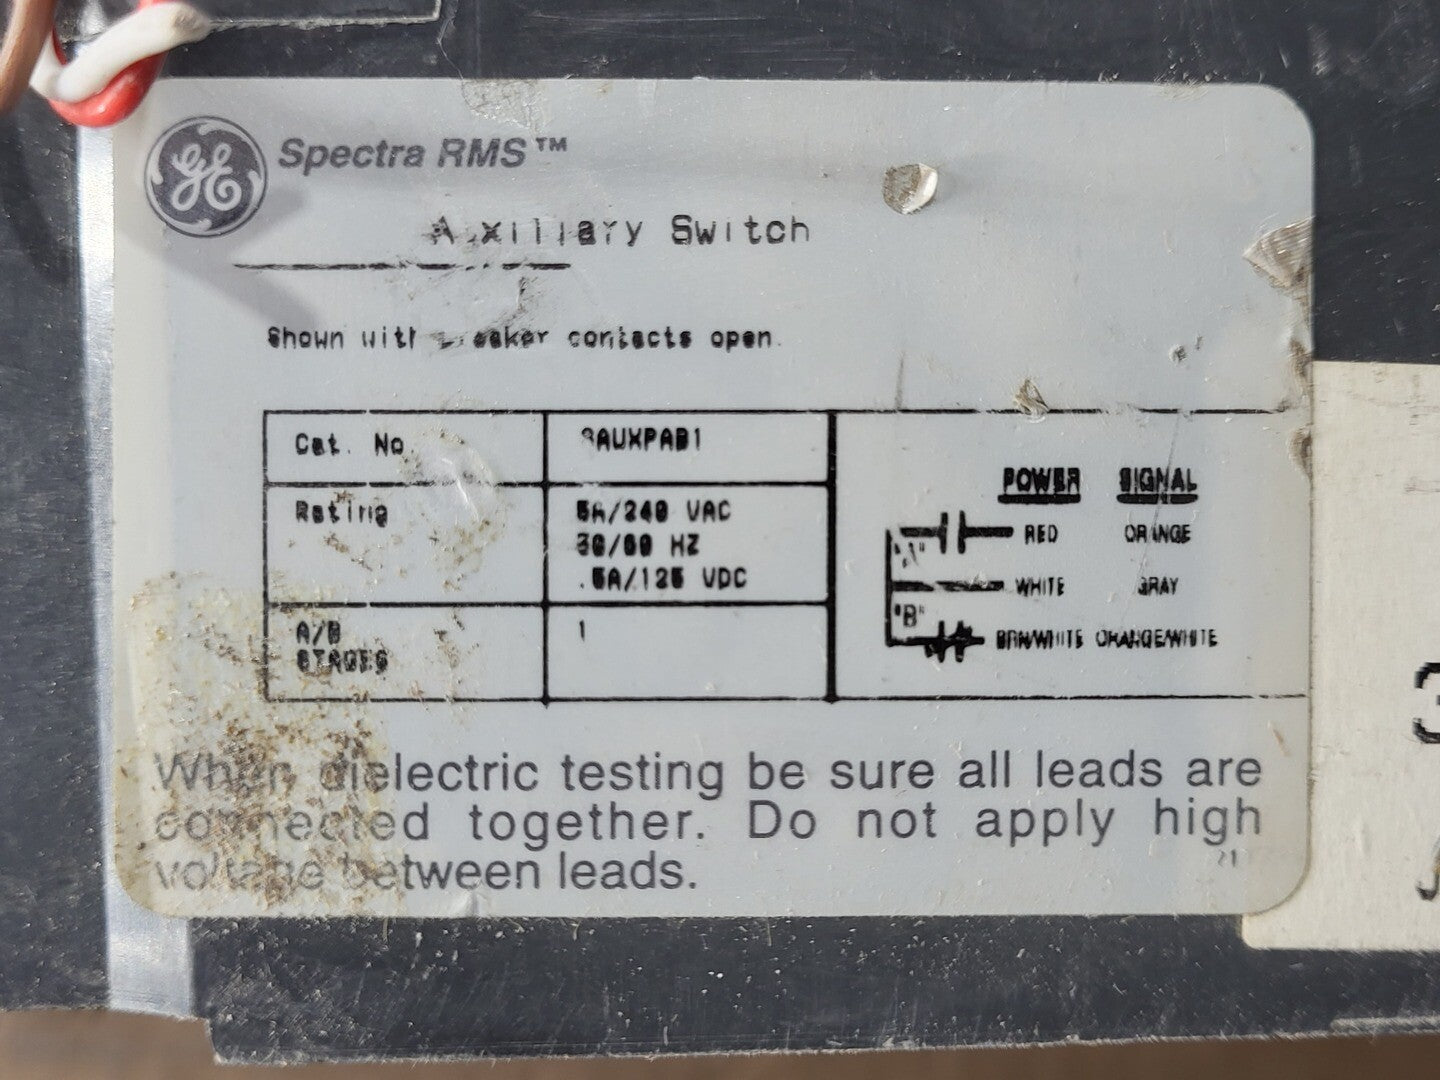 GE Spectra RMS™
Auxiliary Switch
Shown with breaker contacts open.
Cat. No. AUXPAB1
Rating 5A/240 VAC
/60 HZ
.5A/125 VDC
A/B 1
STAGES
POWER SIGNAL
"A" RED ORANGE
WHITE GRAY
"B" BRN/WHITE ORANGE/WHITE
When dielectric testing be sure all leads are
connected together. Do not apply high
voltage between leads.
3